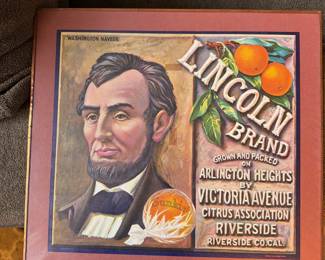 WASHINGTON NAVELS
LINCOLN
BRAND
GROWN AND PACKED
ON
ARLINGTON HEIGHTS
BY
VICTORIA AVENUE
CITRUS ASSOCIATION
RIVERSIDE
RIVERSIDE CO. CAL.
Sunkist